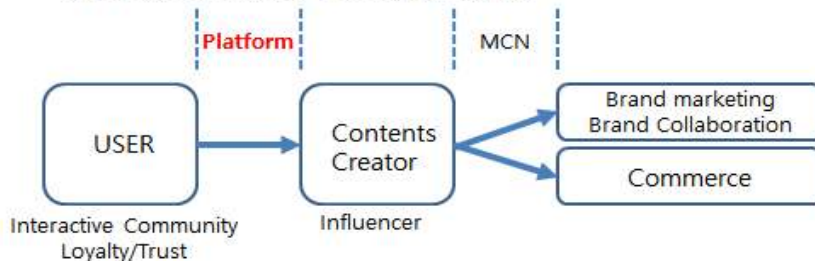 Platform
MCN
USER
Contents
Creator
Brand marketing
Brand Collaboration
Commerce
Interactive Community
Loyalty/Trust
Influencer